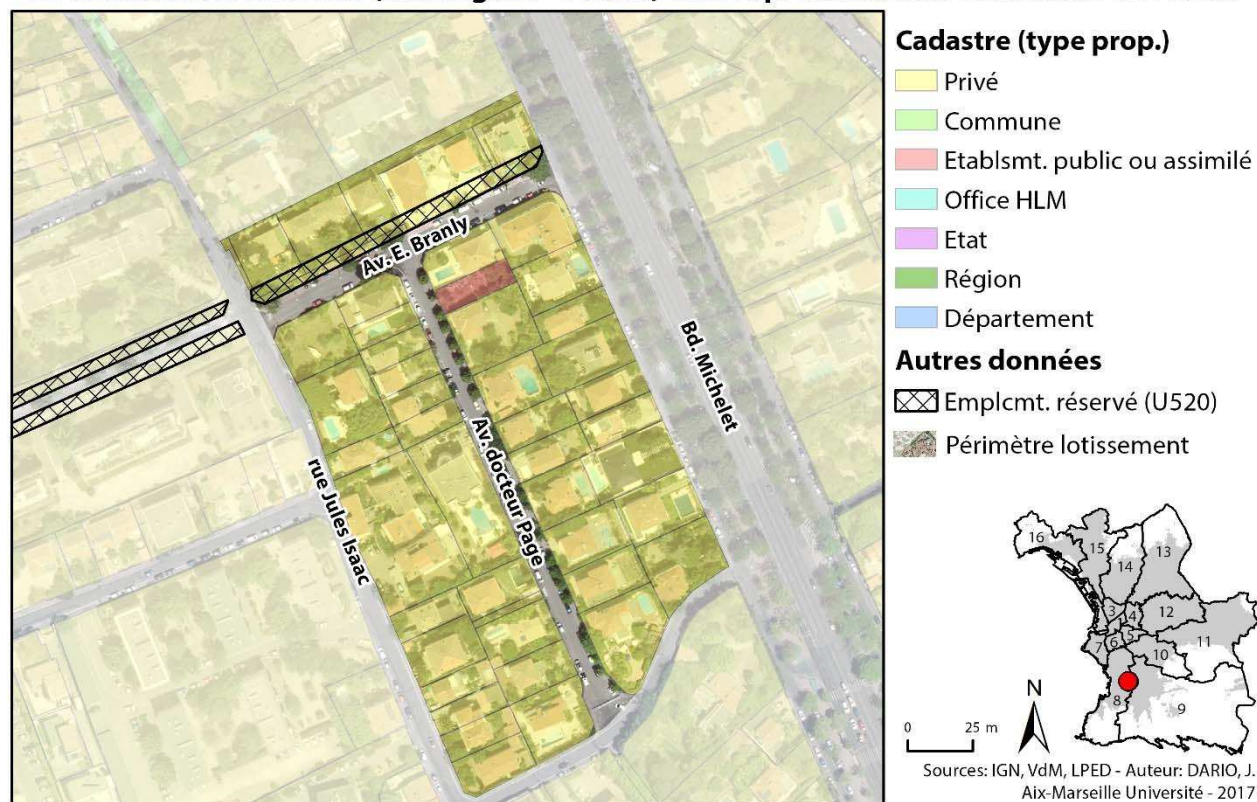 Cadastre (type prop.)
Privé
Commune
Etablsmt. public ou assimilé
Office HLM
Etat
Région
Département
Autres données
Emplcmt. réservé (U520)
Périmètre lotissement
Av. E. Branly
Bd. Michelet
Av. docteur Page
rue Jules Isaac
16
15
14
13
3
4
12
1
5
11
7
6
10
8
9
N
0 25 m
Sources: IGN, VdM, LPED - Auteur: DARIO, J.
Aix-Marseille Université - 2017